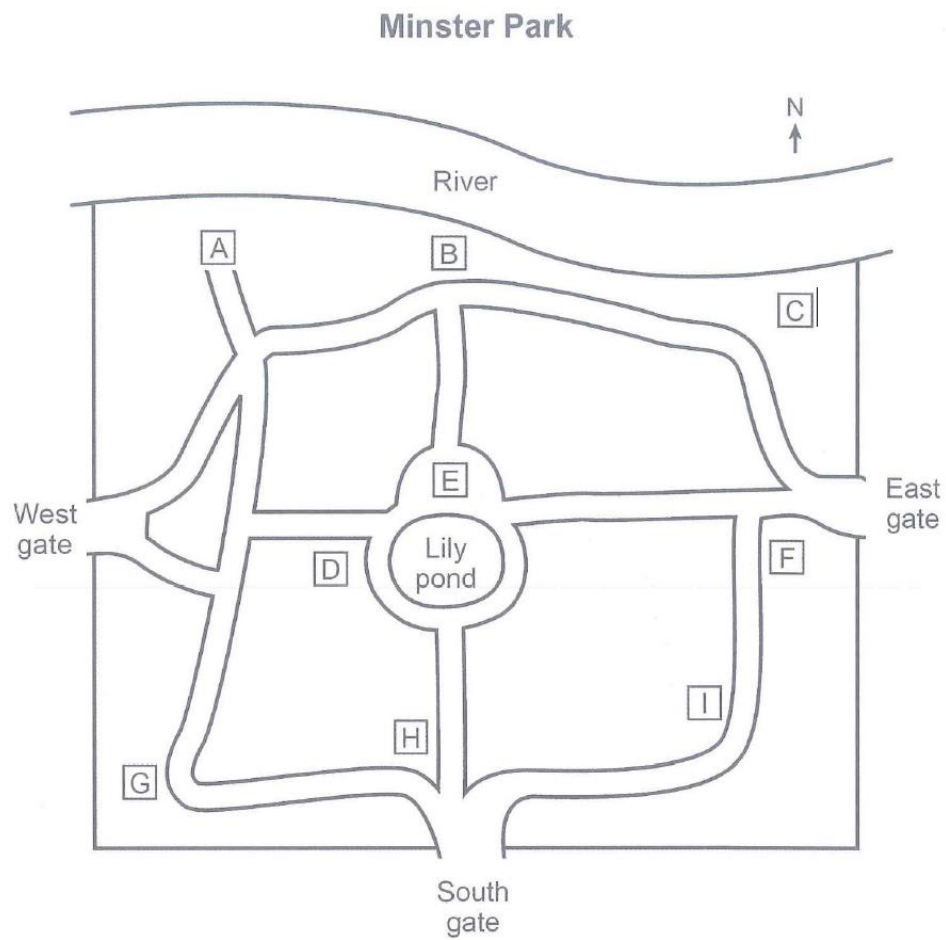 Minster Park
N
River
A
B
C
E
West
gate
East
gate
Lily
pond
D
F
I
H
G
South
gate